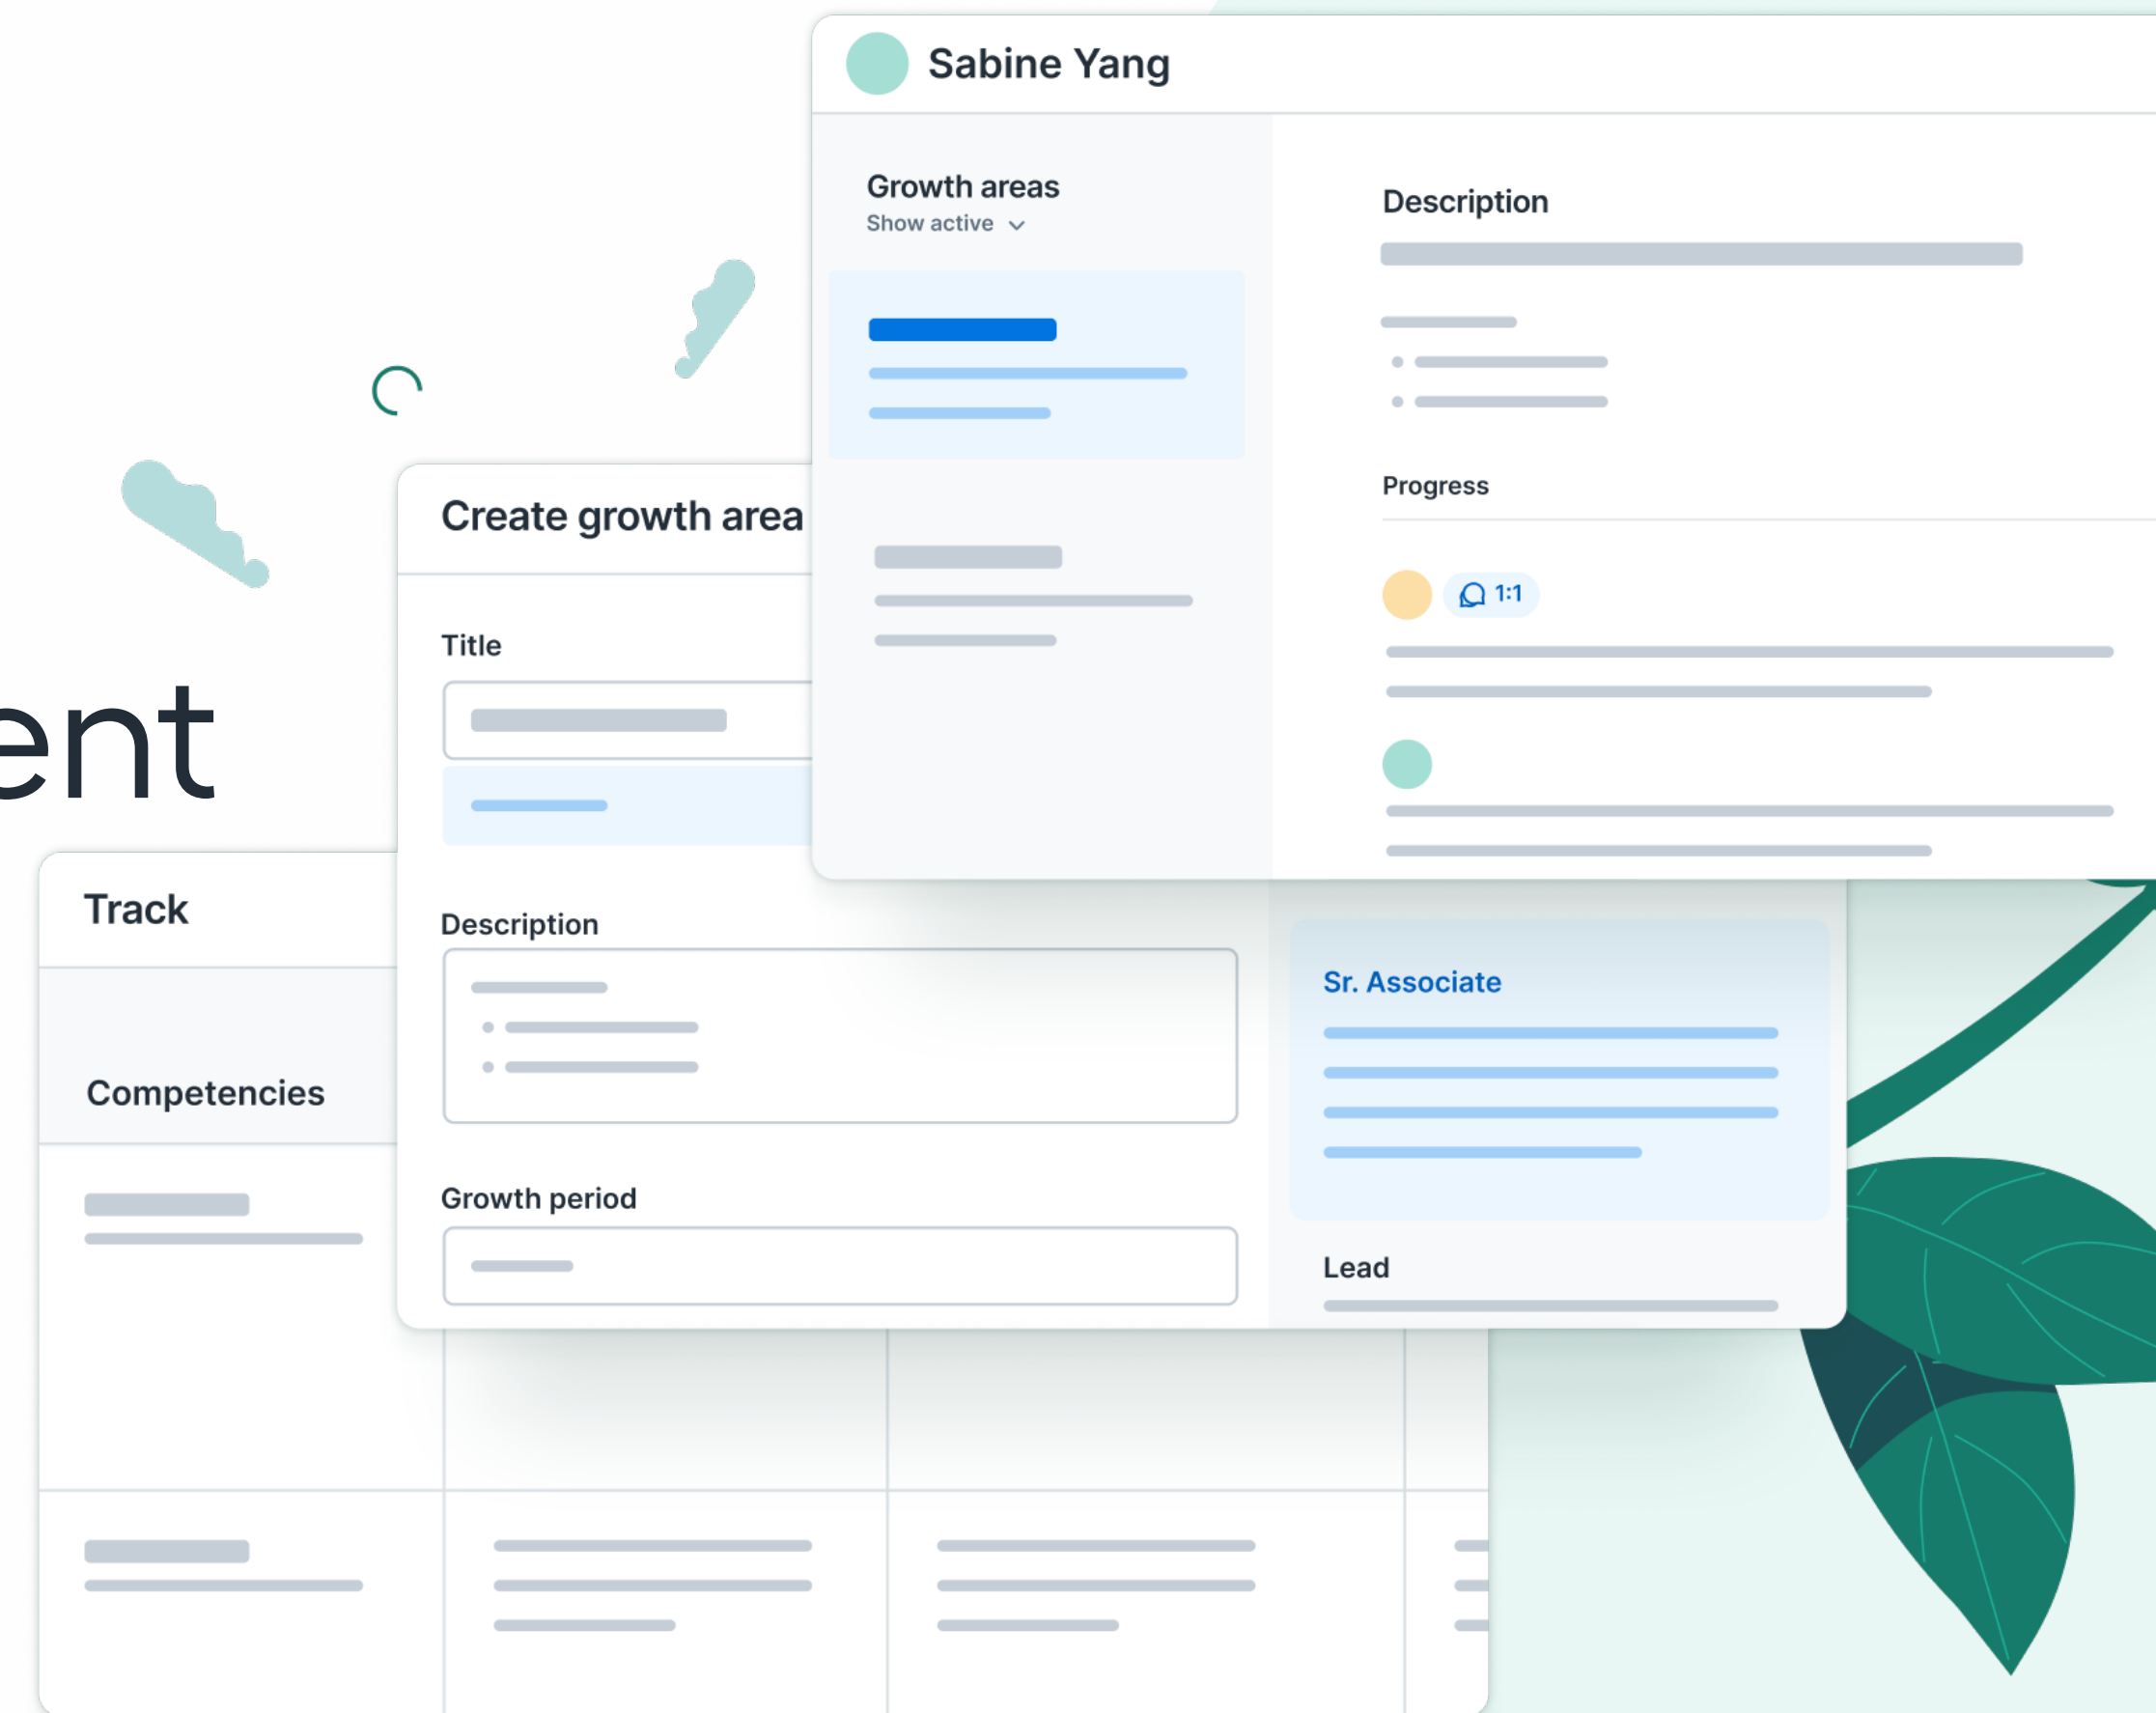 Sabine Yang
Growth areas
Show active
Description
Progress
1:1
Create growth area
Title
Description
Growth period
Sr. Associate
Lead
ent
Track
Competencies